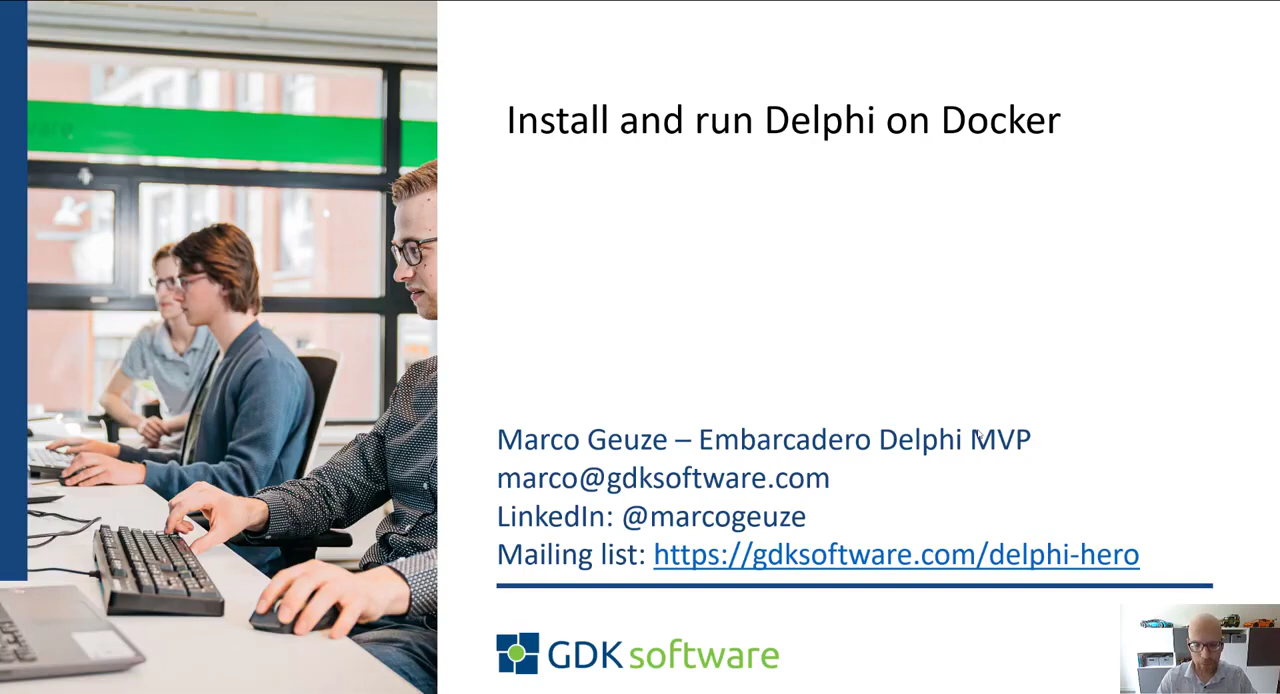 Install and run Delphi on Docker
Marco Geuze – Embarcadero Delphi MVP
marco@gdksoftware.com
LinkedIn: @marcogeuze
Mailing list: https://gdksoftware.com/delphi-hero
GDK software